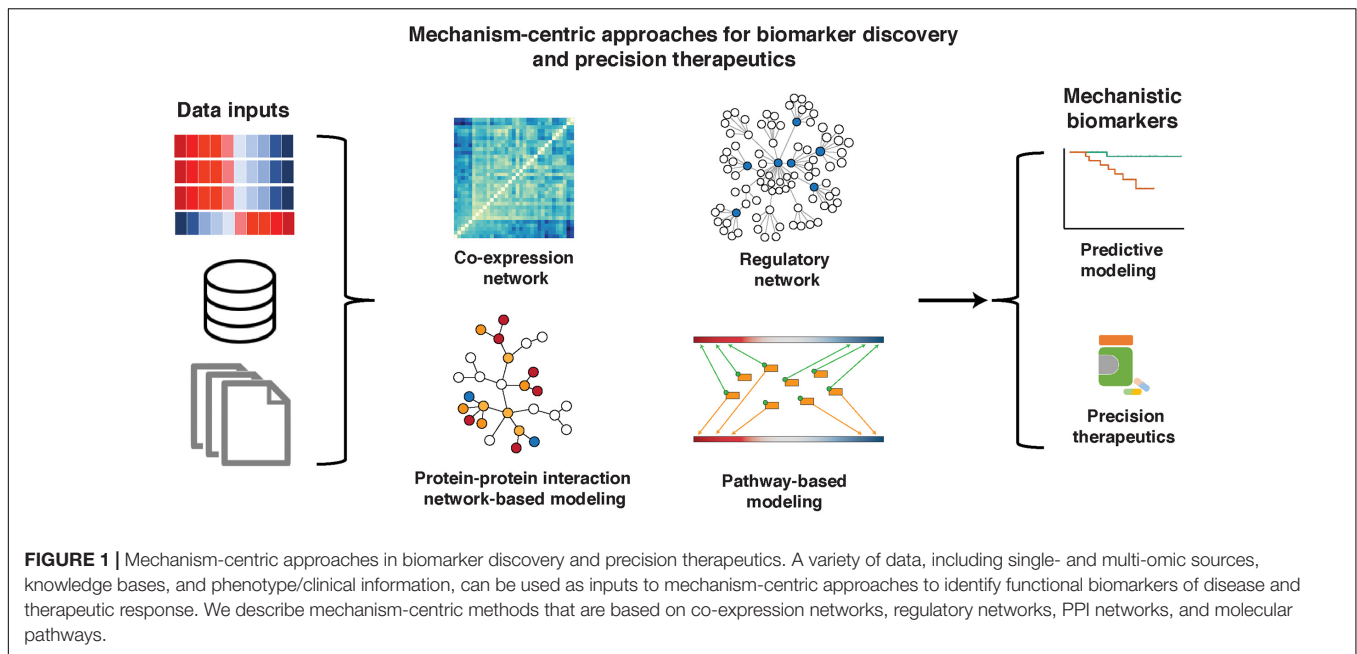 Mechanism-centric approaches for biomarker discovery
and precision therapeutics
Data inputs
Co-expression
network
Regulatory
network
Protein-protein interaction
network-based modeling
Pathway-based
modeling
Mechanistic
biomarkers
Predictive
modeling
Precision
therapeutics
FIGURE 1 | Mechanism-centric approaches in biomarker discovery and precision therapeutics. A variety of data, including single- and multi-omic sources,
knowledge bases, and phenotype/clinical information, can be used as inputs to mechanism-centric approaches to identify functional biomarkers of disease and
therapeutic response. We describe mechanism-centric methods that are based on co-expression networks, regulatory networks, PPI networks, and molecular
pathways.